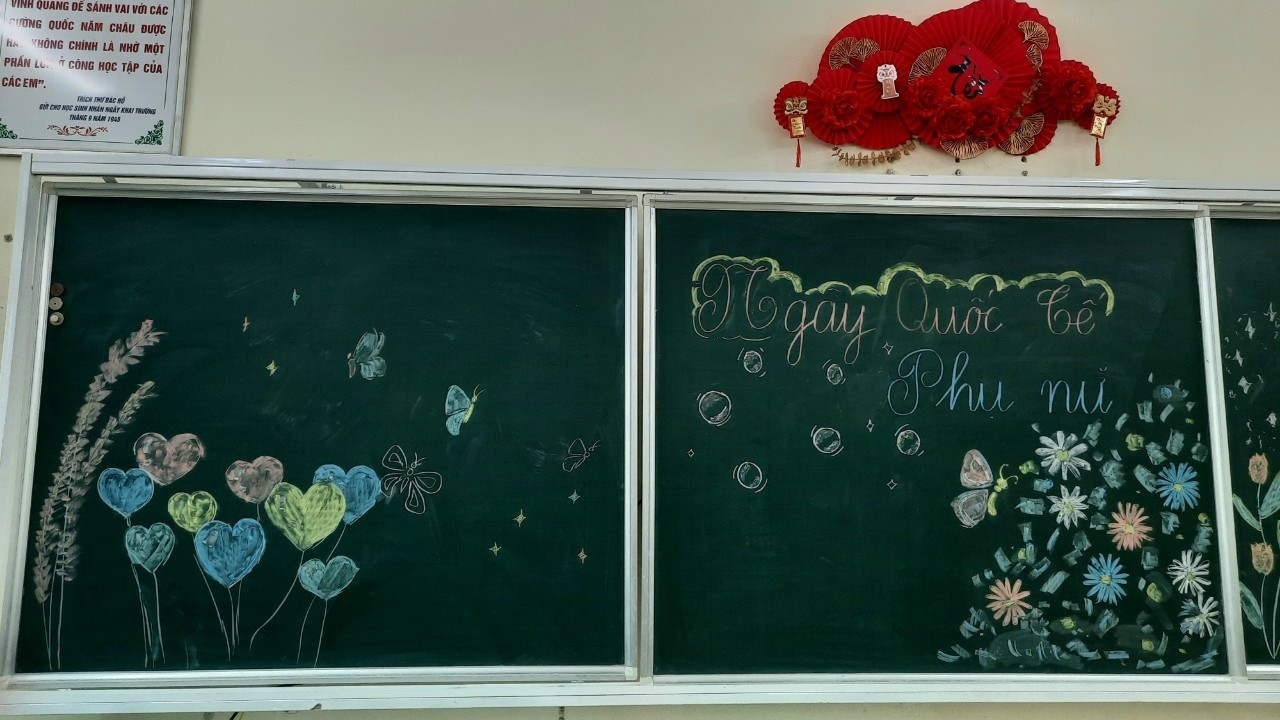 VINH QUANG ĐỂ SÁNH VAI VỚI CÁC
CƯỜNG QUỐC NĂM CHÂU ĐƯỢC
HAY KHÔNG CHÍNH LÀ NHỜ MỘT
PHẦN LỚN Ở CÔNG HỌC TẬP CỦA
CÁC EM".
TRÍCH THƯ BÁC HỒ
GỬI CHO HỌC SINH NHÂN NGÀY KHAI TRƯỜNG
THÁNG 9 NĂM 1945
Ngày Quốc tế
Phụ nữ